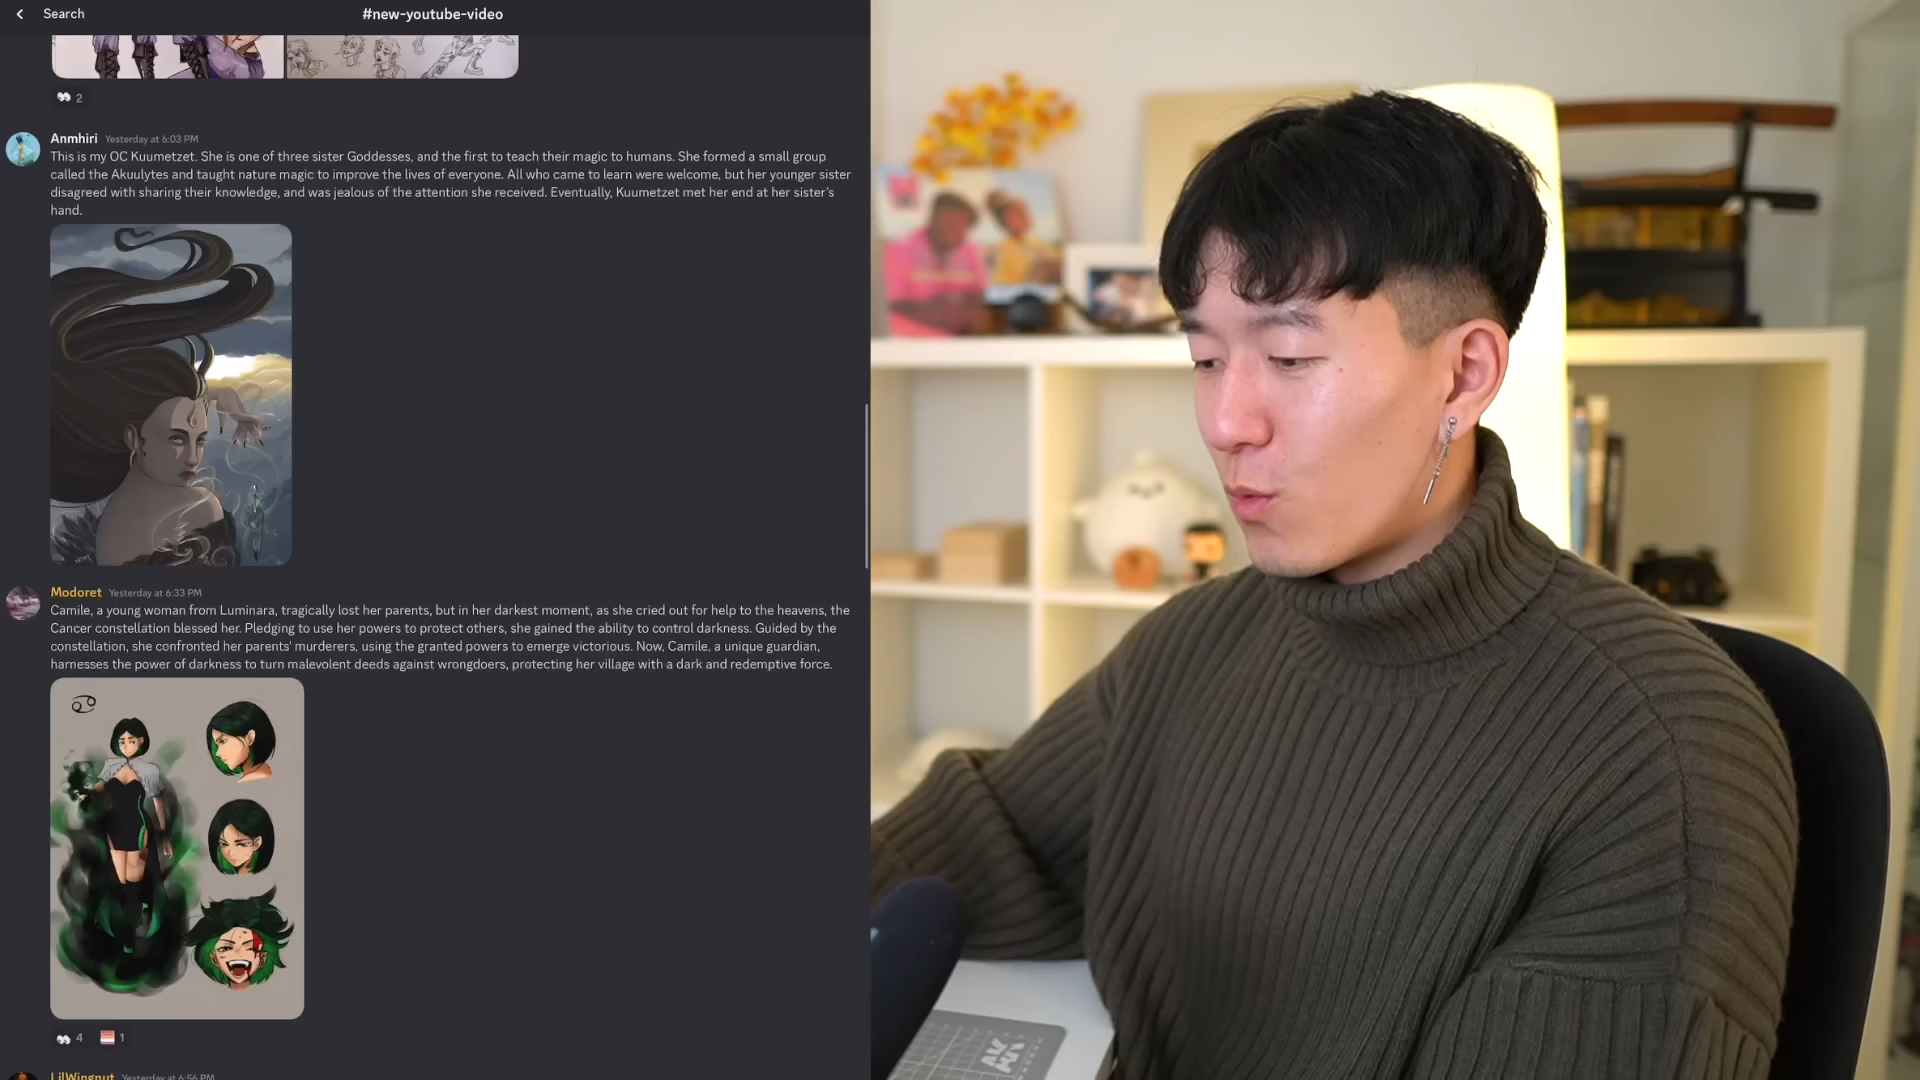 Search
#new-youtube-video
2
Anmhiri Yesterday at 6:03 PM
This is my OC Kuumetzet. She is one of three sister Goddesses, and the first to teach their magic to humans. She formed a small group
called the Akuulytes and taught nature magic to improve the lives of everyone. All who came to learn were welcome, but her younger sister
disagreed with sharing their knowledge, and was jealous of the attention she received. Eventually, Kuumetzet met her end at her sister's
hand.
Modoret Yesterday at 6:33 PM
Camile, a young woman from Luminara, tragically lost her parents, but in her darkest moment, as she cried out for help to the heavens, the
Cancer constellation blessed her. Pledging to use her powers to protect others, she gained the ability to control darkness. Guided by the
constellation, she confronted her parents' murderers, using the granted powers to emerge victorious. Now, Camile, a unique guardian,
harnesses the power of darkness to turn malevolent deeds against wrongdoers, protecting her village with a dark and redemptive force.
4 1
LilWingnut Yesterday at 6:56 PM